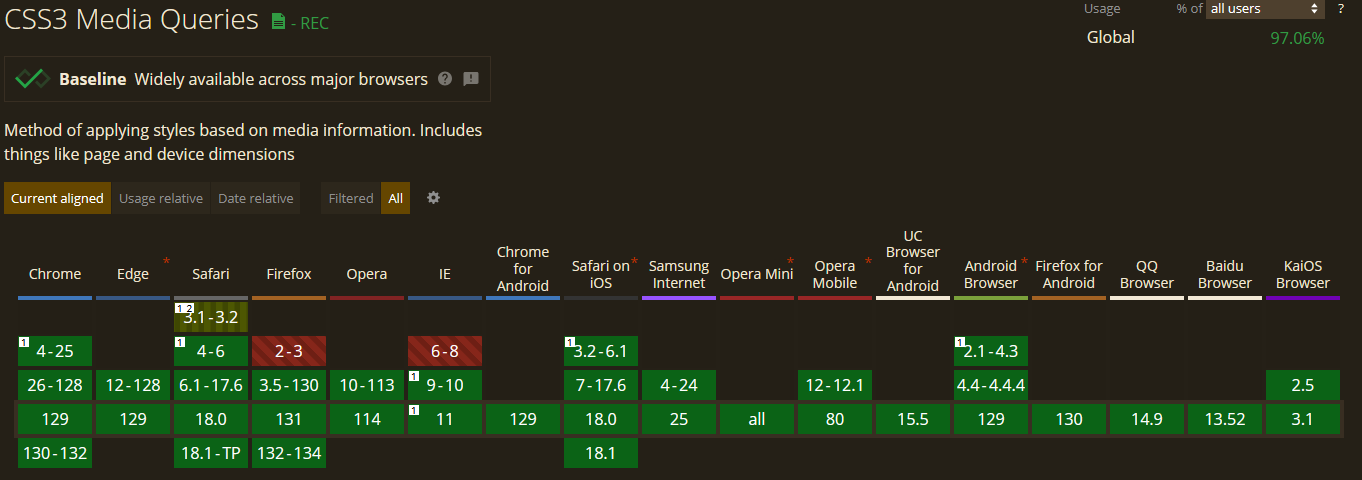 CSS3 Media Queries - REC
Usage % of all users ?
Global 97.06%
Baseline Widely available across major browsers ?
Method of applying styles based on media information. Includes
things like page and device dimensions
Current aligned Usage relative Date relative Filtered All
Chrome Edge * Safari Firefox Opera IE Chrome for Android Safari on iOS * Samsung Internet Opera Mini * Opera Mobile * UC Browser for Android Android Browser * Firefox for Android QQ Browser Baidu Browser KaiOS Browser
1 2 3.1-3.2
1 4-25 1 4-6 2-3 6-8 1 3.2-6.1 1 2.1-4.3
26-128 12-128 6.1-17.6 3.5-130 10-113 1 9-10 7-17.6 4-24 12-12.1 4.4-4.4.4 2.5
129 129 18.0 131 114 1 11 129 18.0 25 all 80 15.5 129 130 14.9 13.52 3.1
130-132 18.1-TP 132-134 18.1